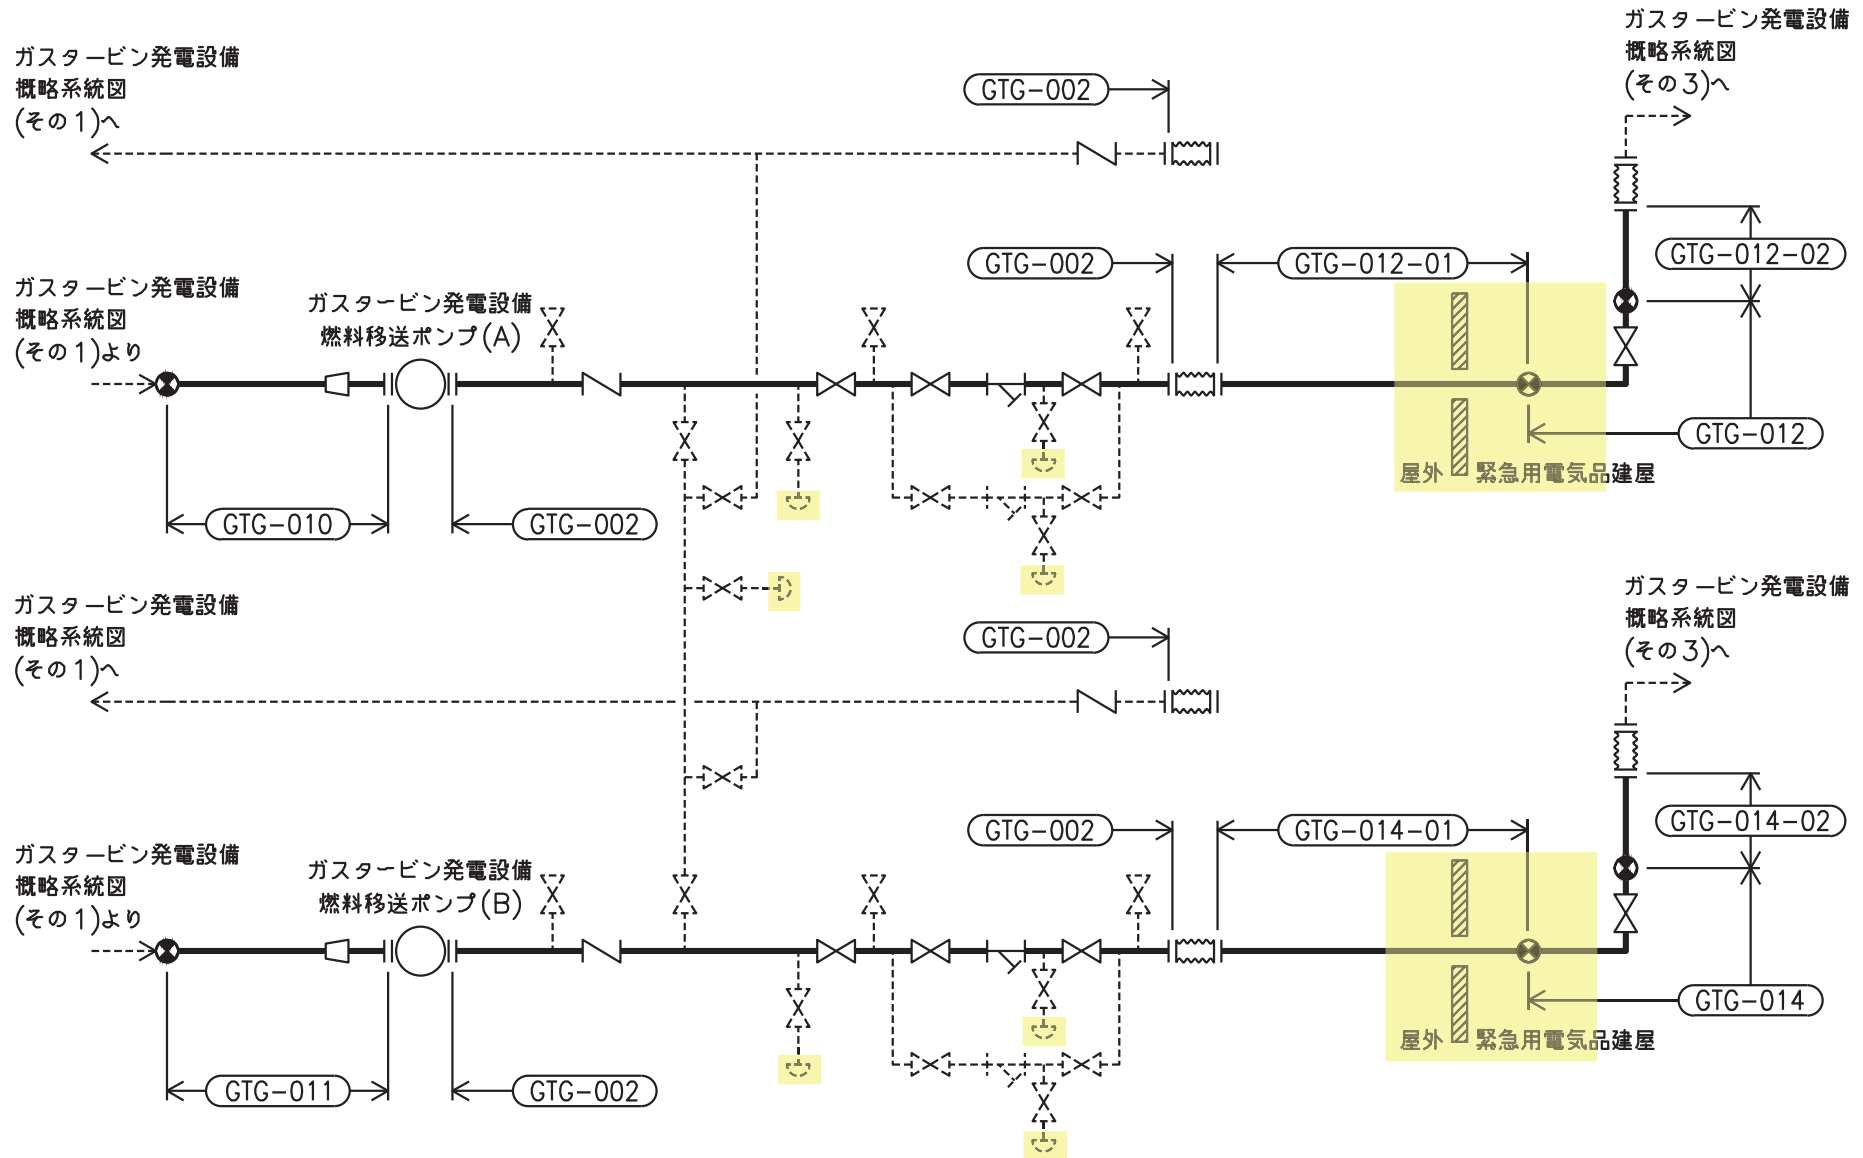 ガスタービン発電設備
概略系統図
(その3)へ
ガスタービン発電設備
概略系統図
(その1)へ
GTG-002
GTG-012-02
GTG-002
GTG-012-01
ガスタービン発電設備
概略系統図
(その1)より
ガスタービン発電設備
燃料移送ポンプ(A)
GTG-012
屋外
緊急用電気品建屋
GTG-010
GTG-002
ガスタービン発電設備
概略系統図
(その3)へ
ガスタービン発電設備
概略系統図
(その1)へ
GTG-002
GTG-014-02
GTG-002
GTG-014-01
ガスタービン発電設備
概略系統図
(その1)より
ガスタービン発電設備
燃料移送ポンプ(B)
GTG-014
屋外
緊急用電気品建屋
GTG-011
GTG-002